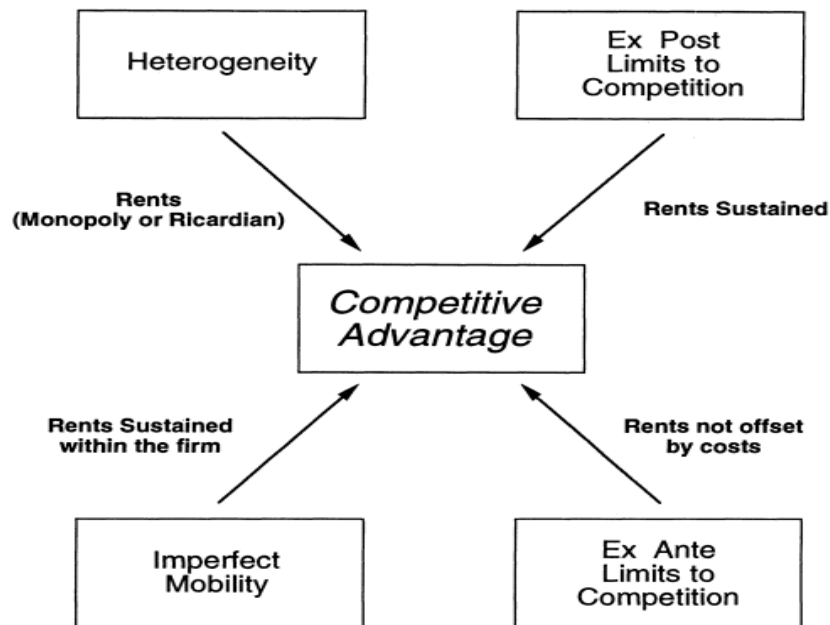 Heterogeneity
Ex Post
Limits to
Competition
Rents
(Monopoly or Ricardian)
Rents Sustained
Competitive
Advantage
Rents Sustained
within the firm
Rents not offset
by costs
Imperfect
Mobility
Ex Ante
Limits to
Competition